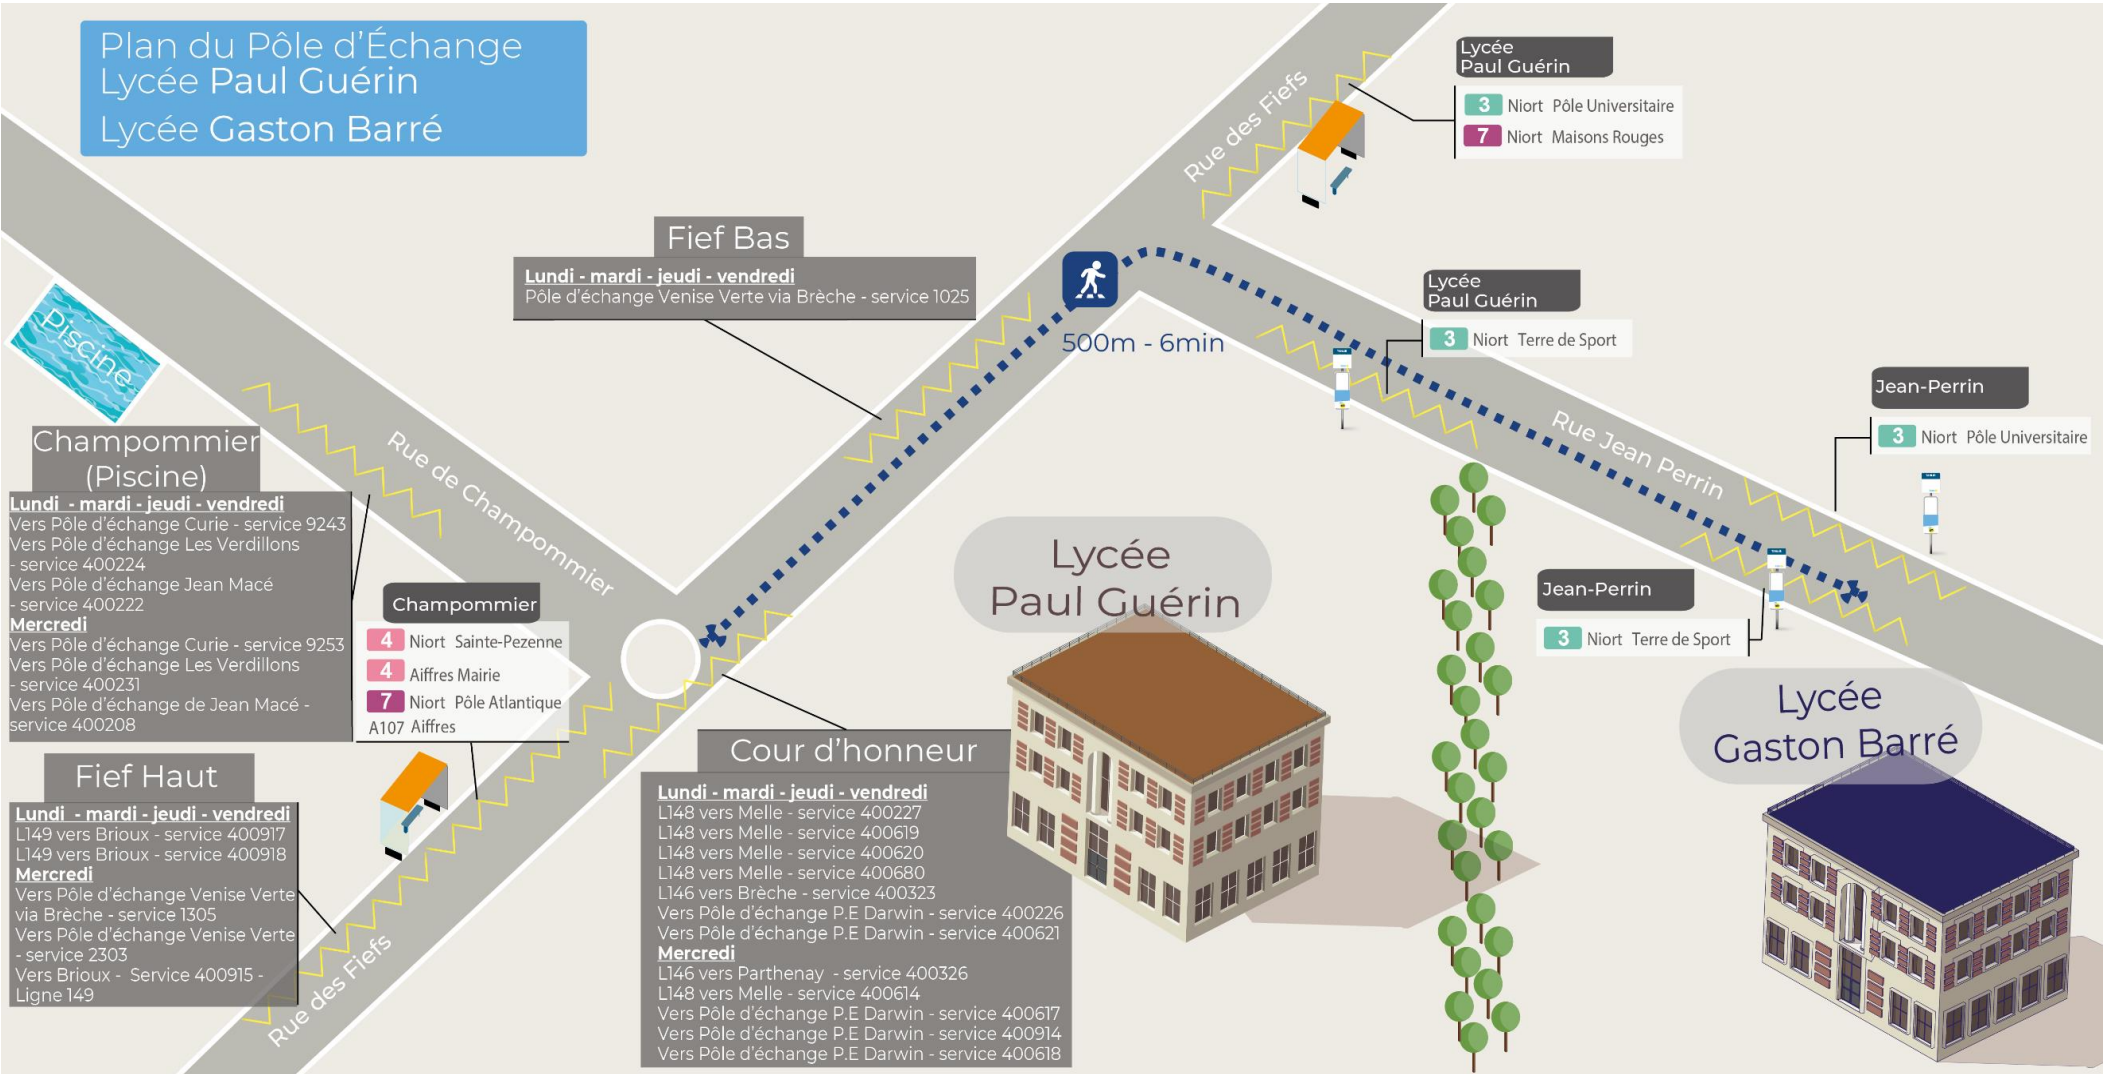 Plan du Pôle d'Échange
Lycée Paul Guérin
Lycée Gaston Barré
Rue des Fiefs
Lycée
Paul Guérin
3 Niort Pôle Universitaire
7 Niort Maisons Rouges
Fief Bas
Lundi - mardi - jeudi - vendredi
Pôle d'échange Venise Verte via Brèche - service 1025
500m - 6min
Lycée
Paul Guérin
3 Niort Terre de Sport
Rue Jean Perrin
Jean-Perrin
3 Niort Pôle Universitaire
Jean-Perrin
3 Niort Terre de Sport
Piscine
Rue de Champommier
Champommier
(Piscine)
Lundi - mardi - jeudi - vendredi
Vers Pôle d'échange Curie - service 9243
Vers Pôle d'échange Les Verdillons
- service 400224
Vers Pôle d'échange Jean Macé
- service 400222
Mercredi
Vers Pôle d'échange Curie - service 9253
Vers Pôle d'échange Les Verdillons
- service 400231
Vers Pôle d'échange de Jean Macé -
service 400208
Champommier
4 Niort Sainte-Pezenne
4 Aiffres Mairie
7 Niort Pôle Atlantique
A107 Aiffres
Fief Haut
Lundi - mardi - jeudi - vendredi
L149 vers Brioux - service 400917
L149 vers Brioux - service 400918
Mercredi
Vers Pôle d'échange Venise Verte
via Brèche - service 1305
Vers Pôle d'échange Venise Verte
- service 2303
Vers Brioux - Service 400915 -
Ligne 149
Rue des Fiefs
Cour d'honneur
Lundi - mardi - jeudi - vendredi
L148 vers Melle - service 400227
L148 vers Melle - service 400619
L148 vers Melle - service 400620
L148 vers Melle - service 400680
L146 vers Brèche - service 400323
Vers Pôle d'échange P.E Darwin - service 400226
Vers Pôle d'échange P.E Darwin - service 400621
Mercredi
L146 vers Parthenay - service 400326
L148 vers Melle - service 400614
Vers Pôle d'échange P.E Darwin - service 400617
Vers Pôle d'échange P.E Darwin - service 400914
Vers Pôle d'échange P.E Darwin - service 400618
Lycée
Paul Guérin
Lycée
Gaston Barré